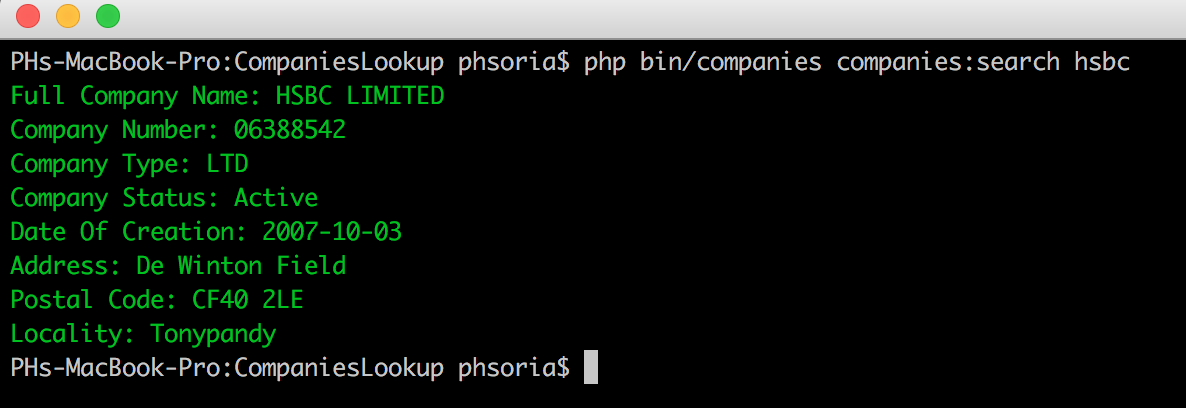 PHs-MacBook-Pro:CompaniesLookup phsoria$ php bin/companies companies:search hsbc
Full Company Name: HSBC LIMITED
Company Number: 06388542
Company Type: LTD
Company Status: Active
Date Of Creation: 2007-10-03
Address: De Winton Field
Postal Code: CF40 2LE
Locality: Tonypandy
PHs-MacBook-Pro:CompaniesLookup phsoria$